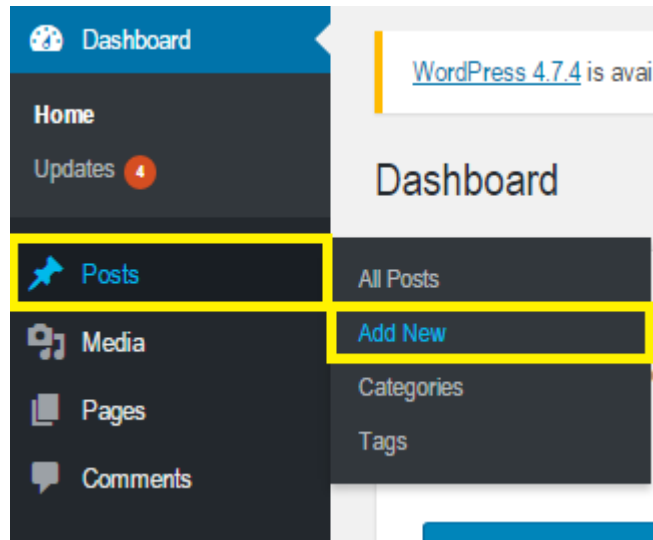 Dashboard
WordPress 4.7.4 is avai
Home
Updates 4
Dashboard
Posts
All Posts
Add New
Media
Categories
Pages
Tags
Comments